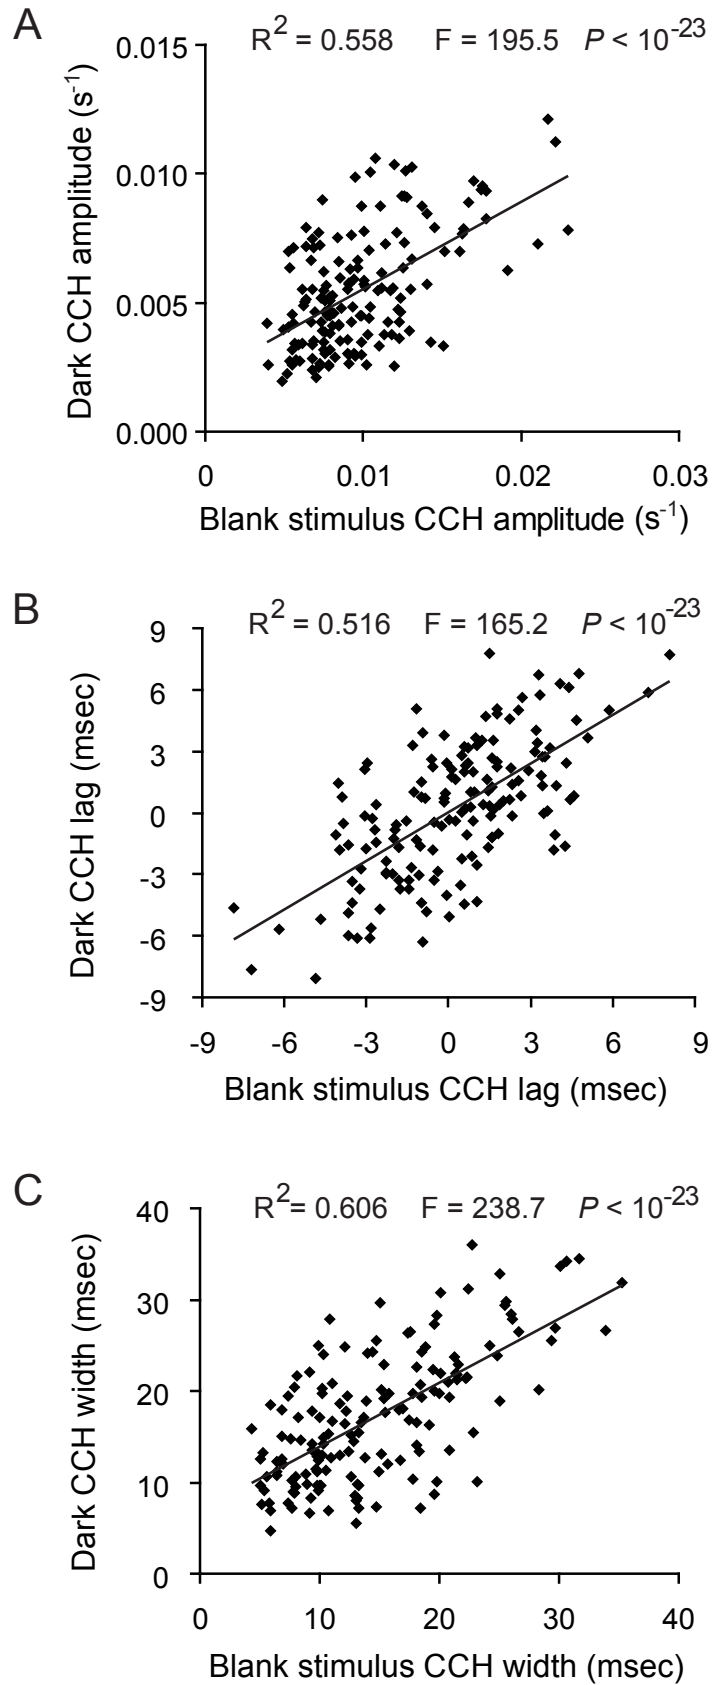 A
R² = 0.558 F = 195.5 P < 10⁻²³
Dark CCH amplitude (s⁻¹)
0.015
0.010
0.005
0.000
0 0.01 0.02 0.03
Blank stimulus CCH amplitude (s⁻¹)
B
R² = 0.516 F = 165.2 P < 10⁻²³
Dark CCH lag (msec)
9
6
3
0
-3
-6
-9
-9 -6 -3 0 3 6 9
Blank stimulus CCH lag (msec)
C
R²= 0.606 F = 238.7 P < 10⁻²³
Dark CCH width (msec)
40
30
20
10
0
0 10 20 30 40
Blank stimulus CCH width (msec)